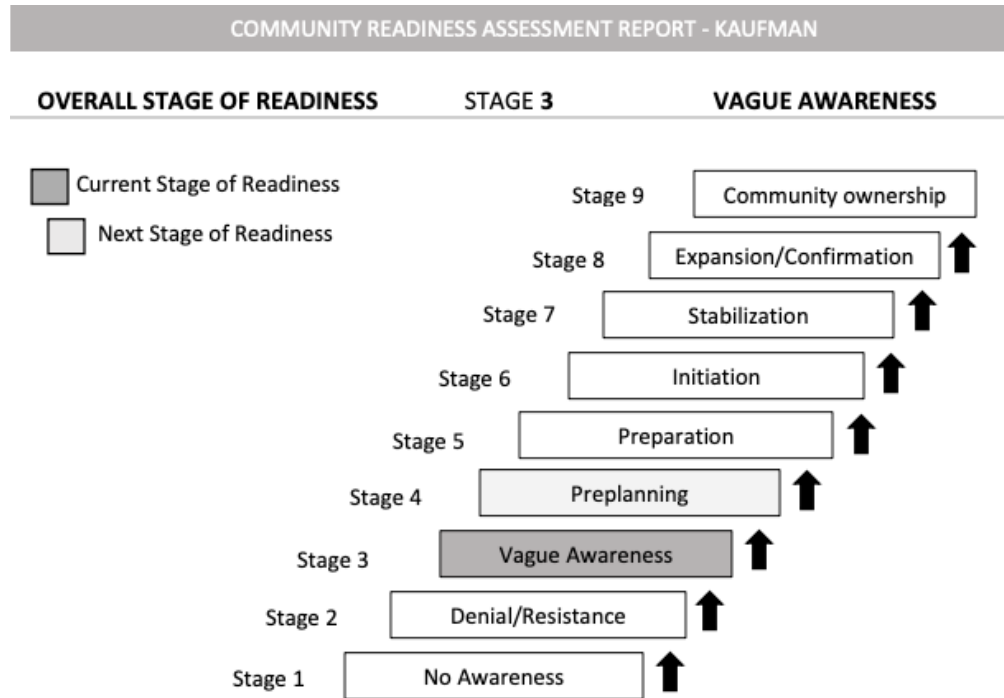 COMMUNITY READINESS ASSESSMENT REPORT - KAUFMAN
OVERALL STAGE OF READINESS STAGE 3 VAGUE AWARENESS
Current Stage of Readiness
Next Stage of Readiness
Stage 9 Community ownership
Stage 8 Expansion/Confirmation
Stage 7 Stabilization
Stage 6 Initiation
Stage 5 Preparation
Stage 4 Preplanning
Stage 3 Vague Awareness
Stage 2 Denial/Resistance
Stage 1 No Awareness